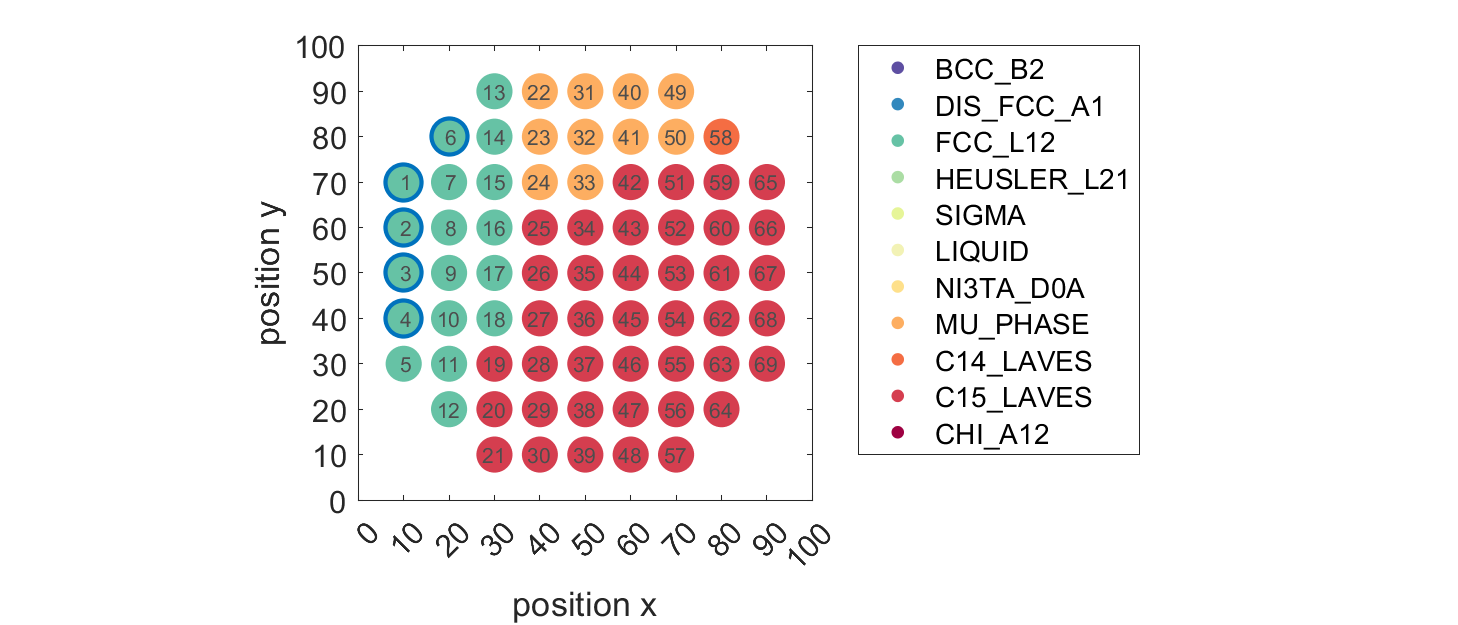 100
90 13 22 31 40 49
80 6 14 23 32 41 50 58
70 1 7 15 24 33 42 51 59 65
60 2 8 16 25 34 43 52 60 66
50 3 9 17 26 35 44 53 61 67
40 4 10 18 27 36 45 54 62 68
30 5 11 19 28 37 46 55 63 69
20 12 20 29 38 47 56 64
10 21 30 39 48 57
0
0 10 20 30 40 50 60 70 80 90 100
position x
position y
BCC_B2
DIS_FCC_A1
FCC_L12
HEUSLER_L21
SIGMA
LIQUID
NI3TA_D0A
MU_PHASE
C14_LAVES
C15_LAVES
CHI_A12